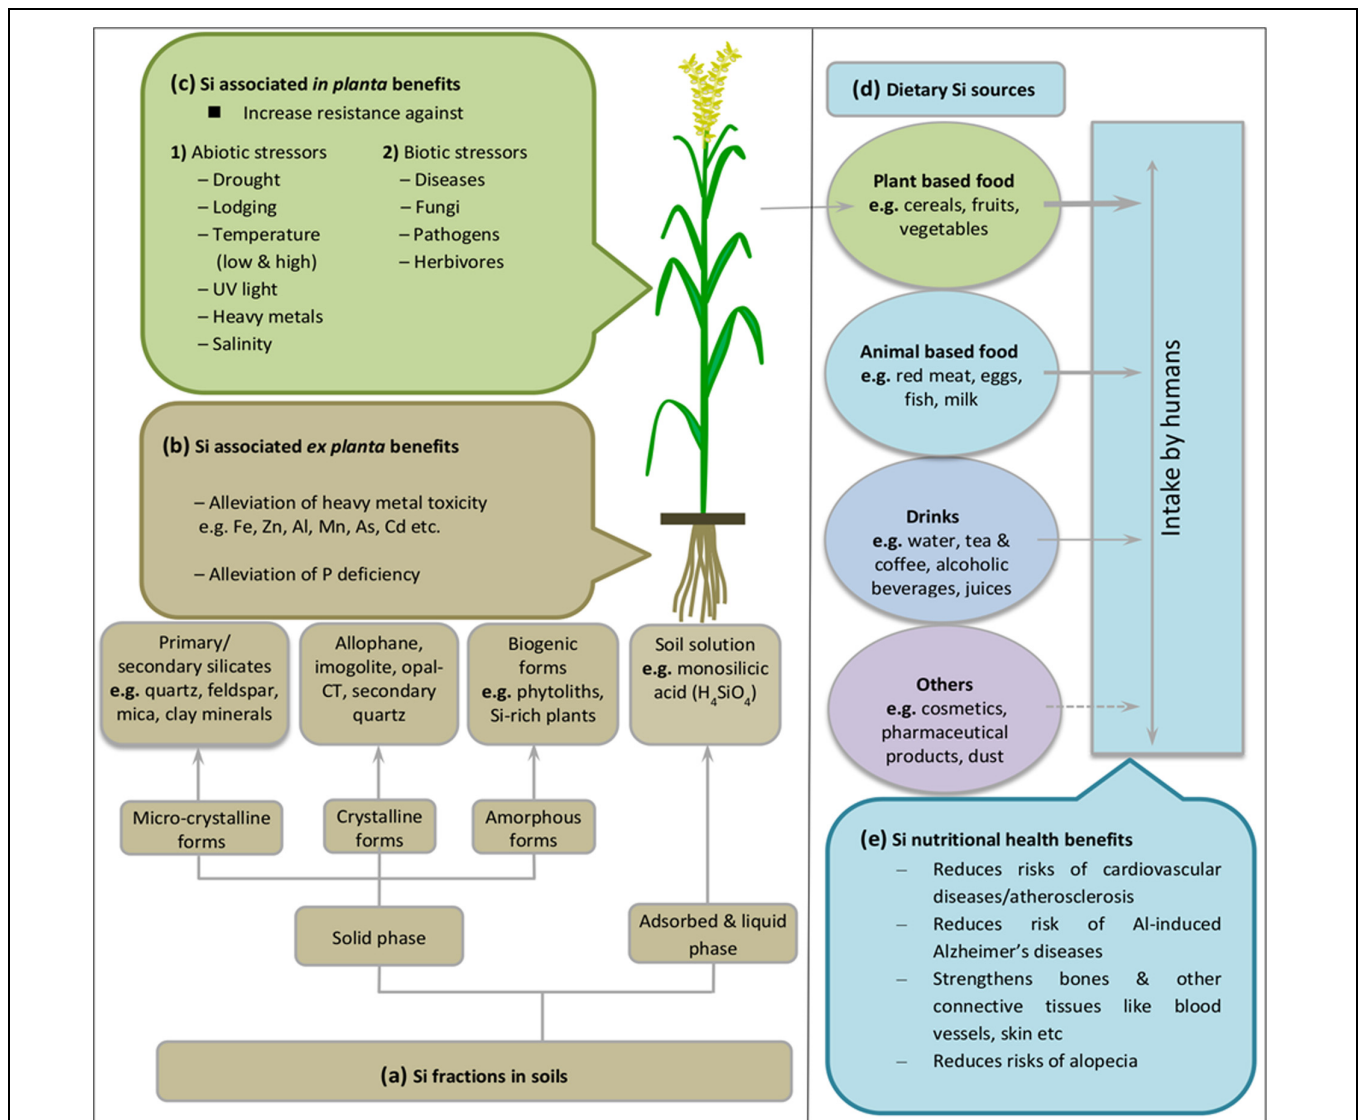 (c) Si associated in planta benefits
■ Increase resistance against
1) Abiotic stressors
– Drought
– Lodging
– Temperature
(low & high)
– UV light
– Heavy metals
– Salinity
2) Biotic stressors
– Diseases
– Fungi
– Pathogens
– Herbivores
(b) Si associated ex planta benefits
– Alleviation of heavy metal toxicity
e.g. Fe, Zn, Al, Mn, As, Cd etc.
– Alleviation of P deficiency
Primary/
secondary silicates
e.g. quartz, feldspar,
mica, clay minerals
Allophane,
imogolite, opal-
CT, secondary
quartz
Biogenic
forms
e.g. phytoliths,
Si-rich plants
Soil solution
e.g. monosilicic
acid (H4SiO4)
Micro-crystalline
forms
Crystalline
forms
Amorphous
forms
Solid phase
Adsorbed & liquid
phase
(a) Si fractions in soils
(d) Dietary Si sources
Plant based food
e.g. cereals, fruits,
vegetables
Animal based food
e.g. red meat, eggs,
fish, milk
Drinks
e.g. water, tea &
coffee, alcoholic
beverages, juices
Others
e.g. cosmetics,
pharmaceutical
products, dust
Intake by humans
(e) Si nutritional health benefits
– Reduces risks of cardiovascular
diseases/atherosclerosis
– Reduces risk of Al-induced
Alzheimer's diseases
– Strengthens bones & other
connective tissues like blood
vessels, skin etc
– Reduces risks of alopecia